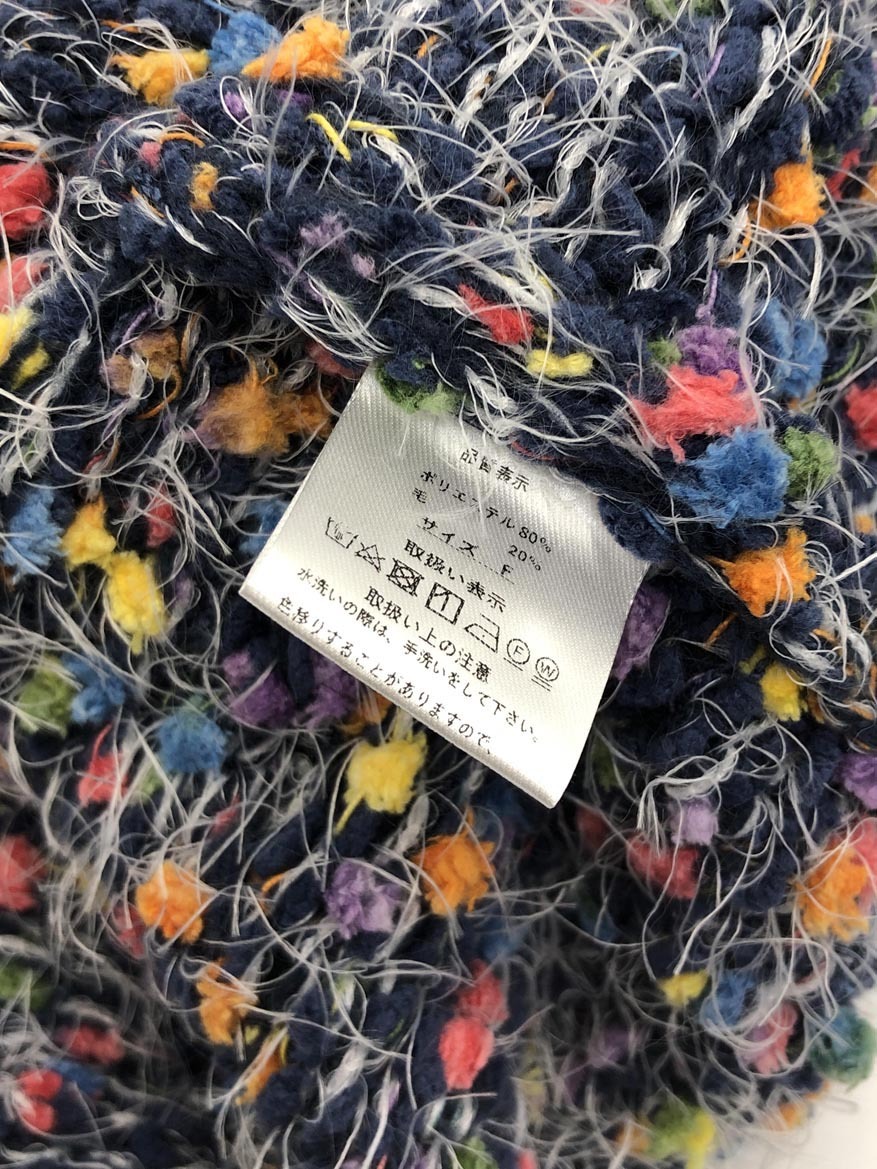 品質表示
ポリエステル 80%
毛 20%
サイズ F
取扱い表示
F W
取扱い上の注意
水洗いの際は、手洗いをして下さい。
色移りすることがありますので、